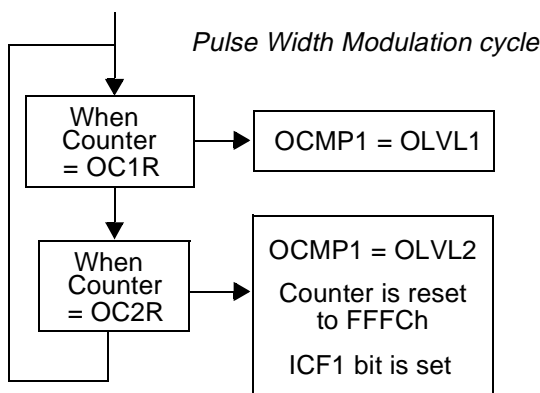 Pulse Width Modulation cycle
When
Counter
= OC1R
OCMP1 = OLVL1
When
Counter
= OC2R
OCMP1 = OLVL2
Counter is reset
to FFFCh
ICF1 bit is set